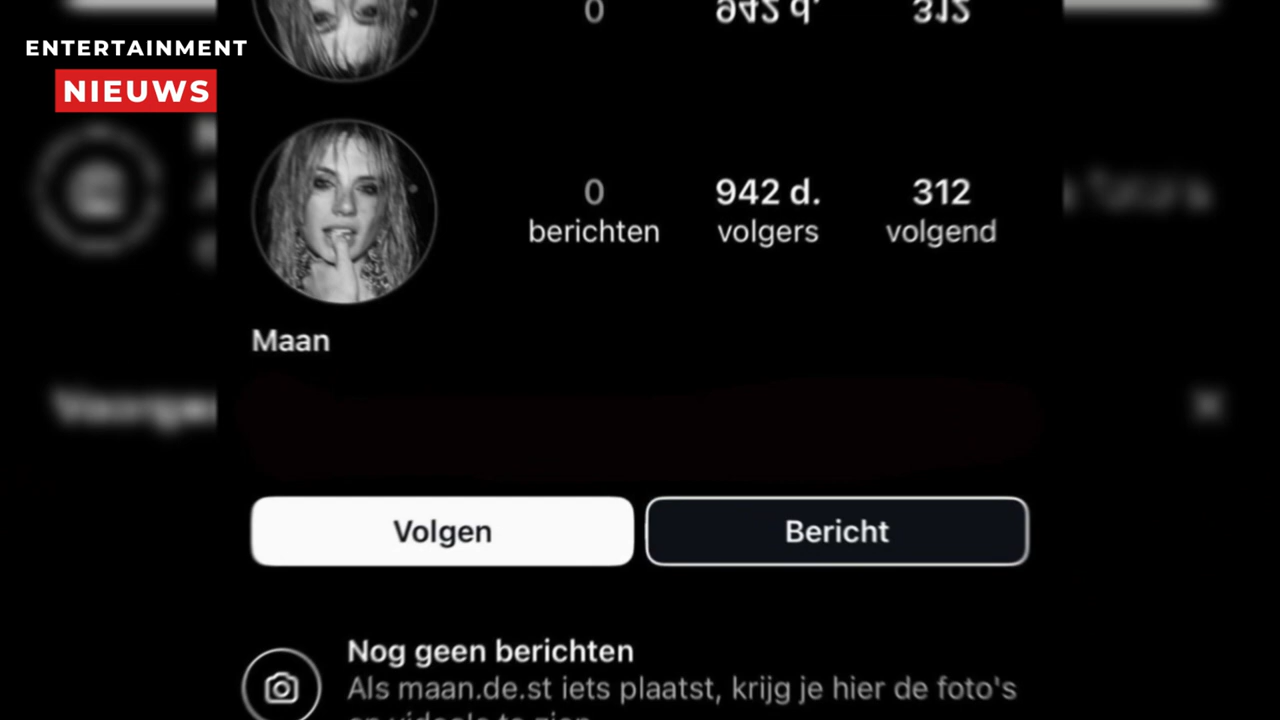 ENTERTAINMENT
NIEUWS
0 942 d. 312
0 942 d. 312
berichten volgers volgend
Maan
Volgen Bericht
Nog geen berichten
Als maan.de.st iets plaatst, krijg je hier de foto's